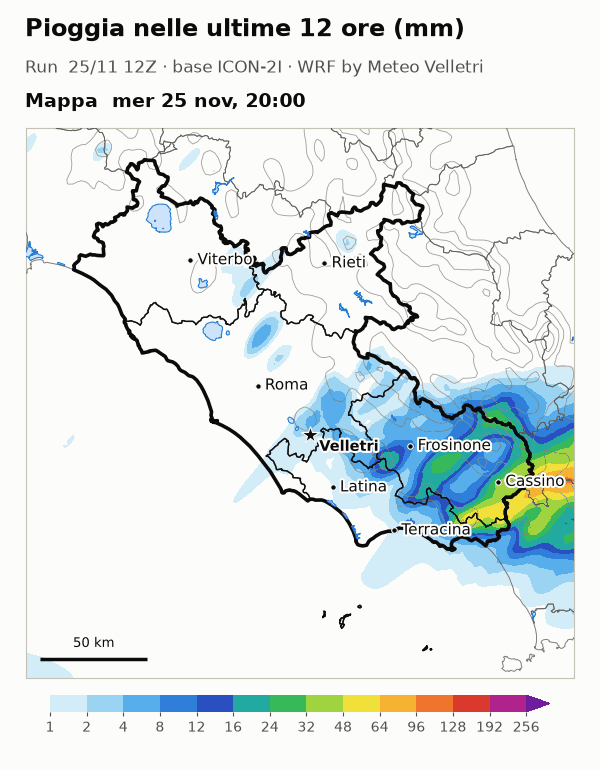 Pioggia nelle ultime 12 ore (mm)
Run 25/11 12Z · base ICON-2I · WRF by Meteo Velletri
Mappa mer 25 nov, 20:00
Viterbo
Rieti
Roma
Velletri
Frosinone
Latina
Cassino
Terracina
50 km
1 2 4 8 12 16 24 32 48 64 96 128 192 256